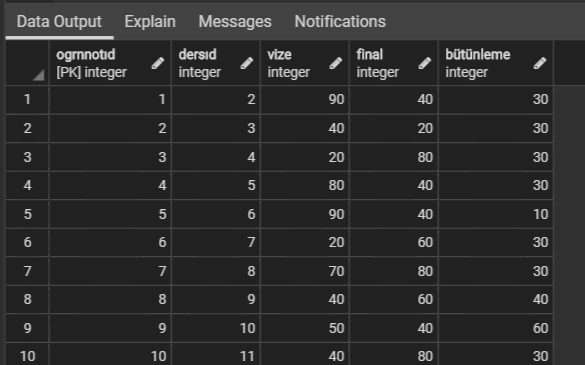 Data Output Explain Messages Notifications
ogrnnotıd dersıd vize final bütünleme
[PK] integer integer integer integer integer
1 1 2 90 40 30
2 2 3 40 20 30
3 3 4 20 80 30
4 4 5 80 40 30
5 5 6 90 40 10
6 6 7 20 60 30
7 7 8 70 80 30
8 8 9 40 60 40
9 9 10 50 40 60
10 10 11 40 80 30